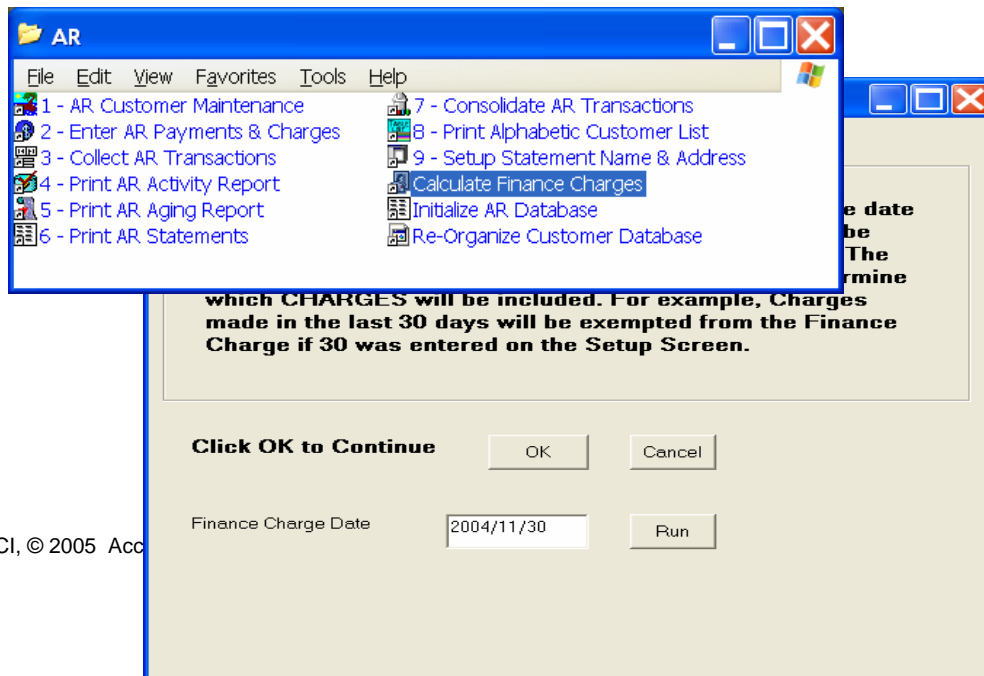 AR
File Edit View Favorites Tools Help
1 - AR Customer Maintenance
2 - Enter AR Payments & Charges
3 - Collect AR Transactions
4 - Print AR Activity Report
5 - Print AR Aging Report
6 - Print AR Statements
7 - Consolidate AR Transactions
8 - Print Alphabetic Customer List
9 - Setup Statement Name & Address
Calculate Finance Charges
Initialize AR Database
Re-Organize Customer Database
e date
be
The
rmine
which CHARGES will be included. For example, Charges
made in the last 30 days will be exempted from the Finance
Charge if 30 was entered on the Setup Screen.
Click OK to Continue OK Cancel
Finance Charge Date 2004/11/30 Run
CI, © 2005 Acc